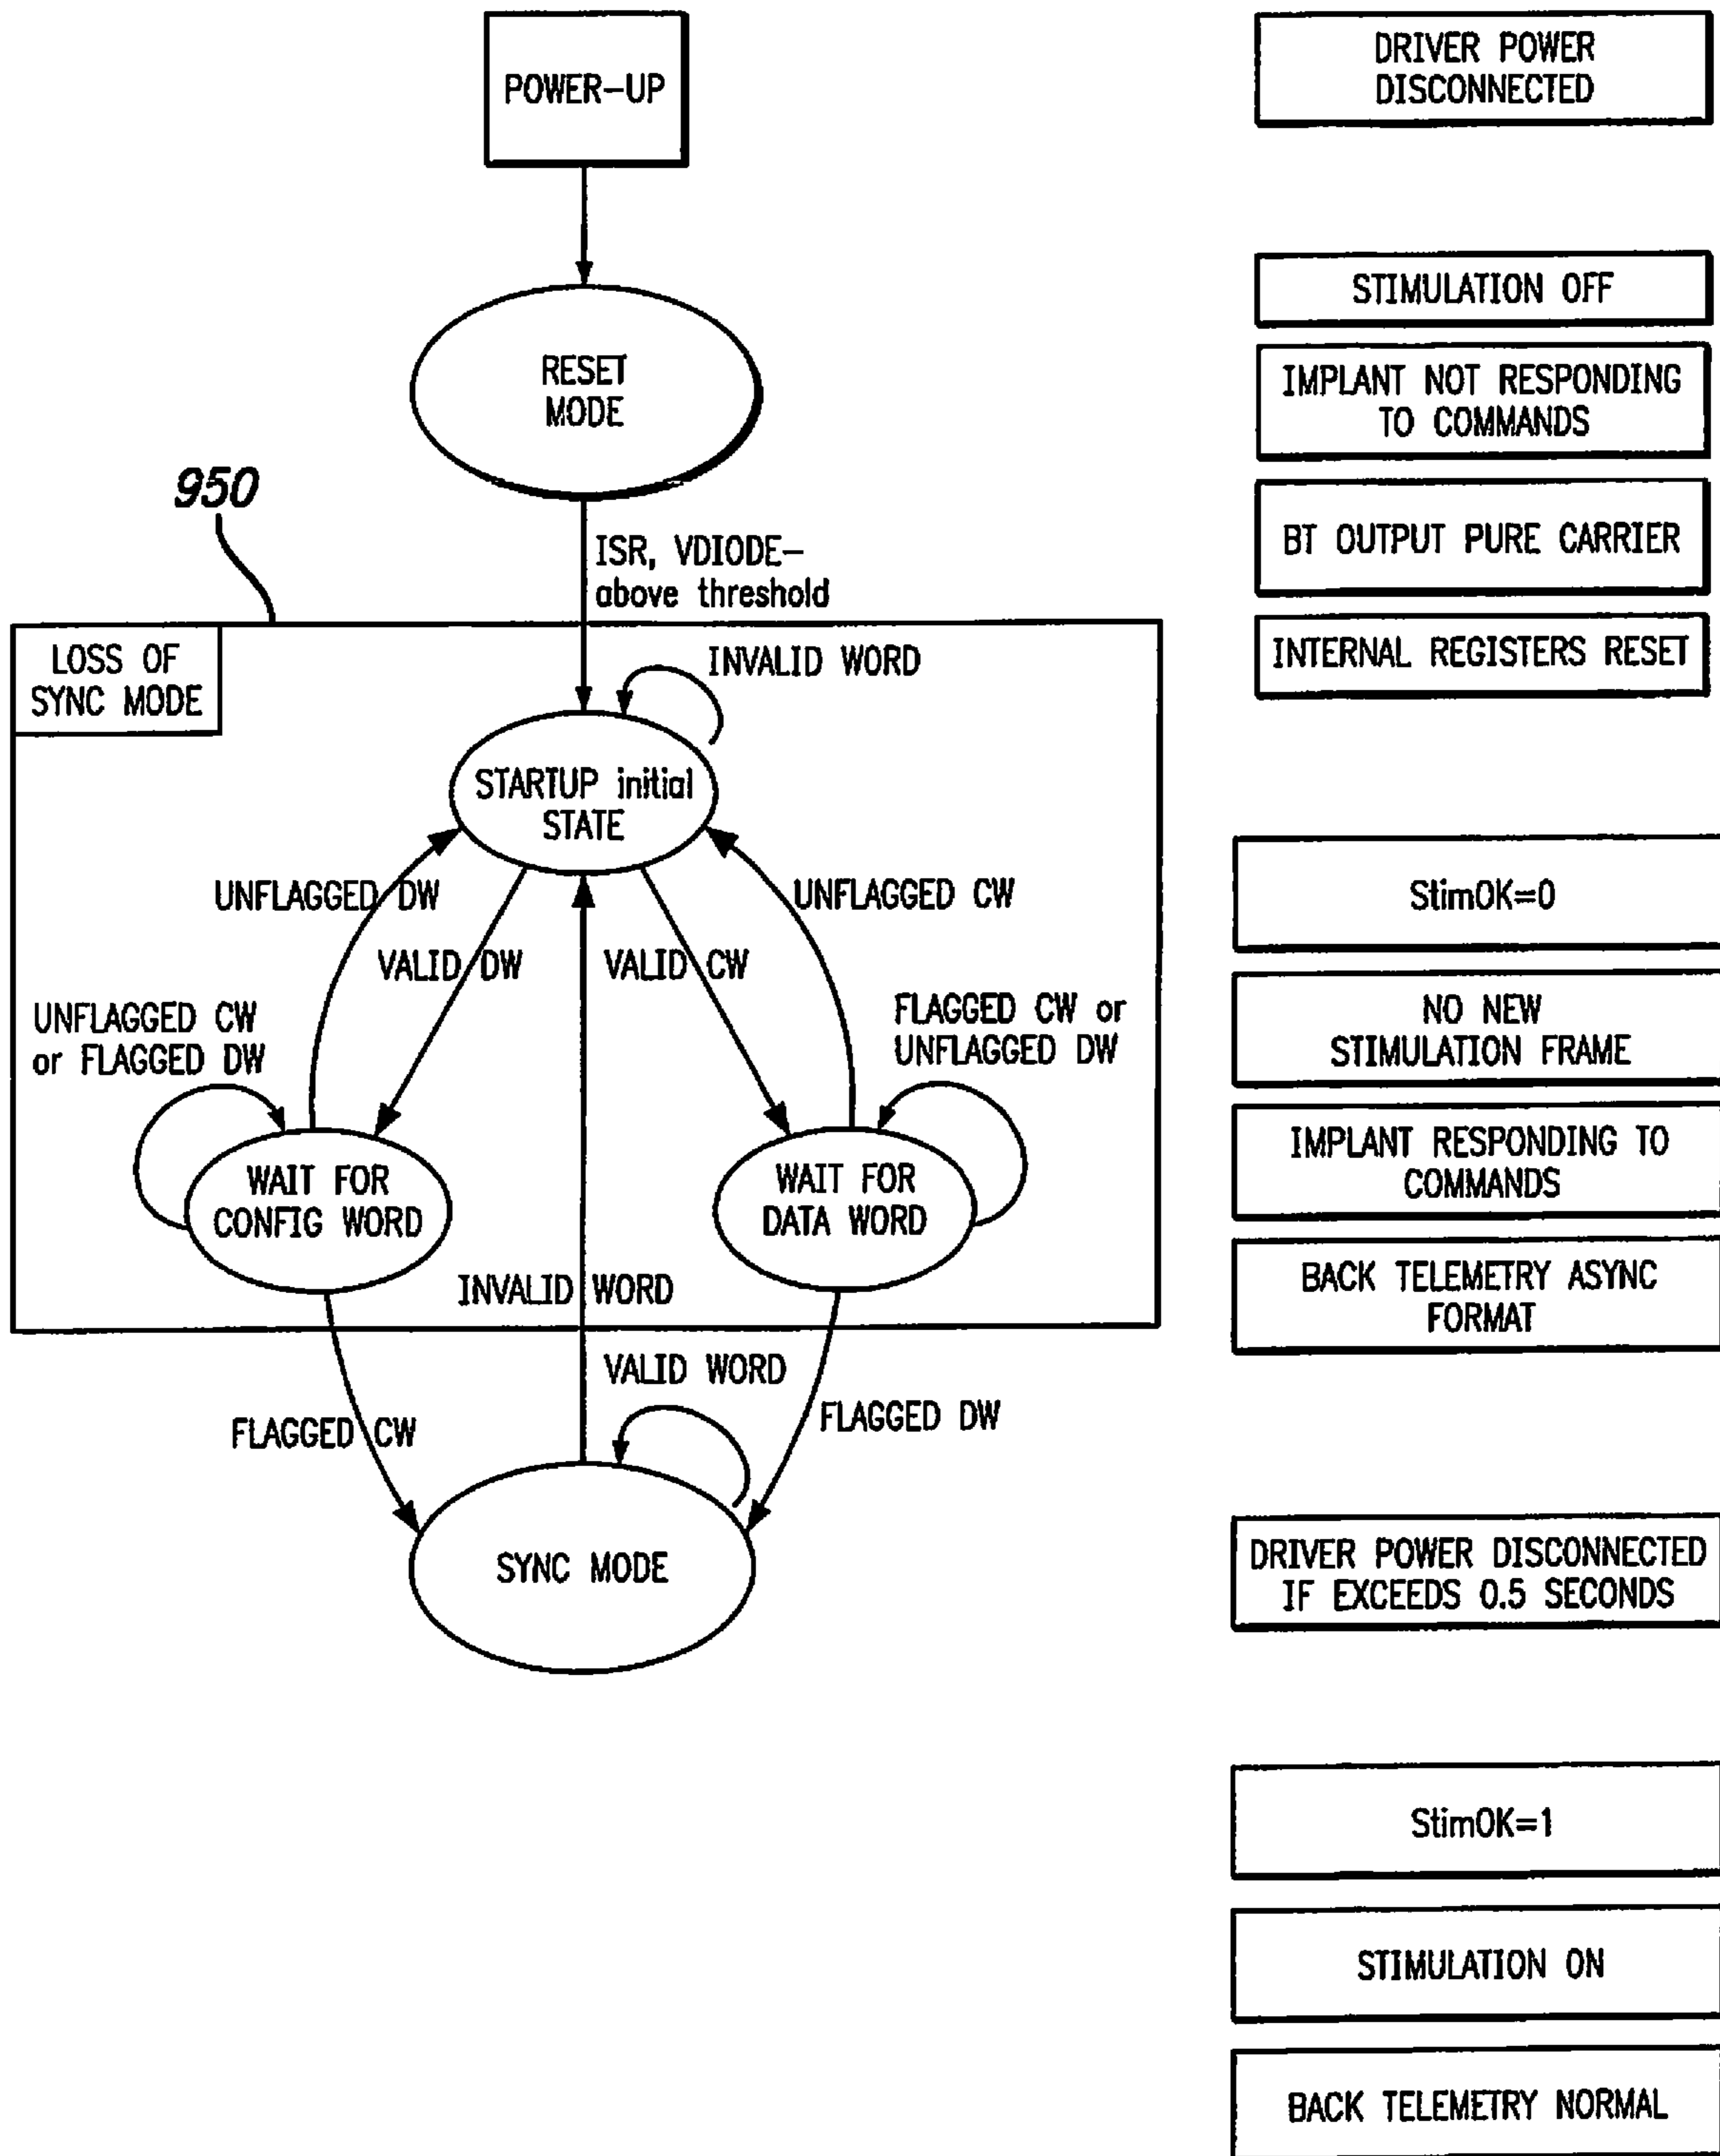 POWER-UP
RESET
MODE
950
ISR, VDIODE-
above threshold
LOSS OF
SYNC MODE
INVALID WORD
STARTUP initial
STATE
UNFLAGGED DW
VALID DW
VALID CW
UNFLAGGED CW
UNFLAGGED CW
or FLAGGED DW
FLAGGED CW or
UNFLAGGED DW
WAIT FOR
CONFIG WORD
WAIT FOR
DATA WORD
INVALID WORD
VALID WORD
FLAGGED CW
FLAGGED DW
SYNC MODE
DRIVER POWER
DISCONNECTED
STIMULATION OFF
IMPLANT NOT RESPONDING
TO COMMANDS
BT OUTPUT PURE CARRIER
INTERNAL REGISTERS RESET
StimOK=0
NO NEW
STIMULATION FRAME
IMPLANT RESPONDING TO
COMMANDS
BACK TELEMETRY ASYNC
FORMAT
DRIVER POWER DISCONNECTED
IF EXCEEDS 0.5 SECONDS
StimOK=1
STIMULATION ON
BACK TELEMETRY NORMAL